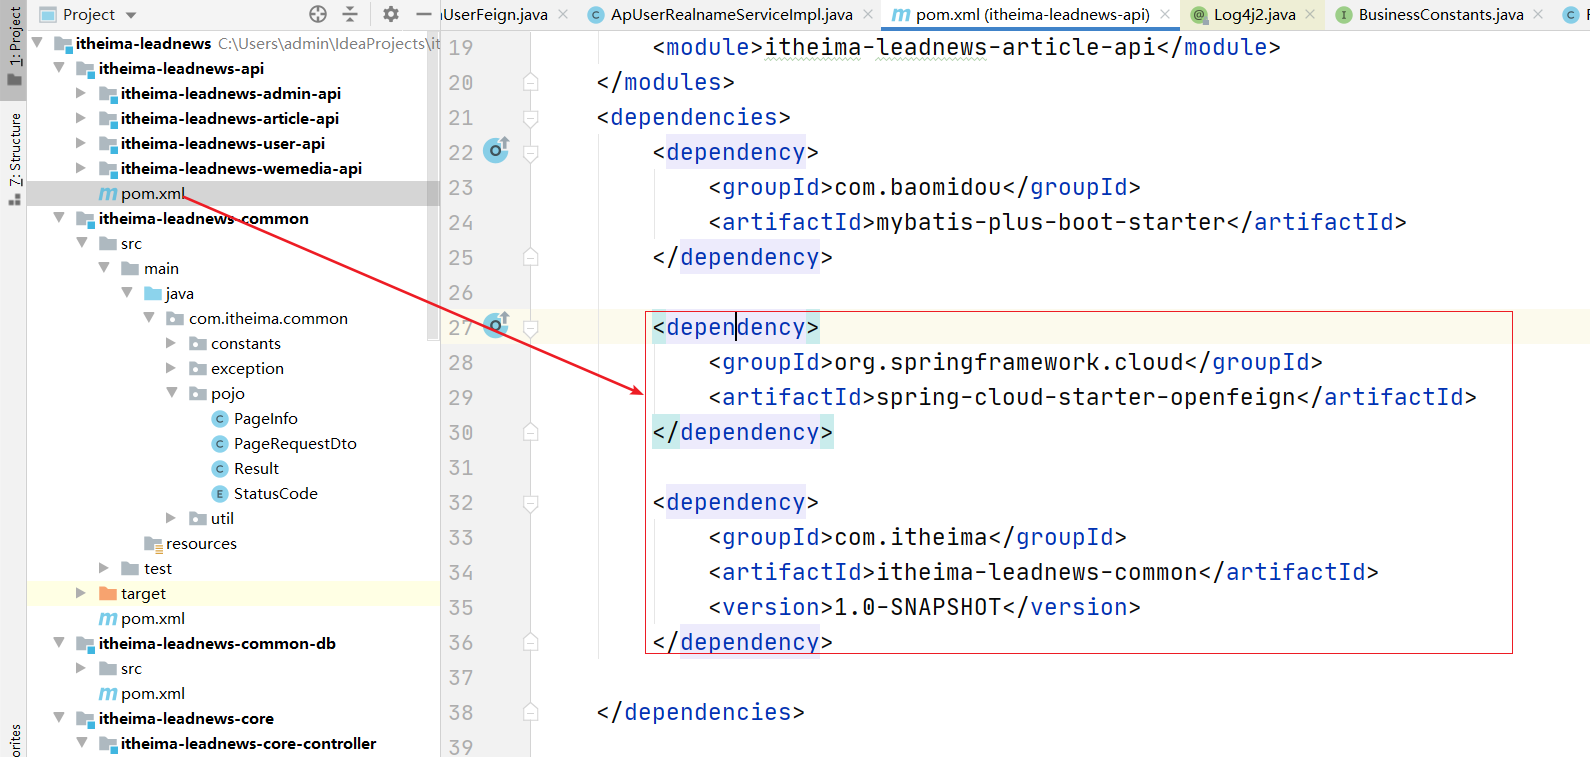 1: Project
7: Structure
orites
Project
itheima-leadnews C:\Users\admin\IdeaProjects\it
itheima-leadnews-api
itheima-leadnews-admin-api
itheima-leadnews-article-api
itheima-leadnews-user-api
itheima-leadnews-wemedia-api
pom.xml
itheima-leadnews-common
src
main
java
com.itheima.common
constants
exception
pojo
PageInfo
PageRequestDto
Result
StatusCode
util
resources
test
target
pom.xml
itheima-leadnews-common-db
src
pom.xml
itheima-leadnews-core
itheima-leadnews-core-controller
UserFeign.java
ApUserRealnameServiceImpl.java
pom.xml (itheima-leadnews-api)
Log4j2.java
BusinessConstants.java
19 <module>itheima-leadnews-article-api</module>
20 </modules>
21 <dependencies>
22 <dependency>
23 <groupId>com.baomidou</groupId>
24 <artifactId>mybatis-plus-boot-starter</artifactId>
25 </dependency>
26
27 <dependency>
28 <groupId>org.springframework.cloud</groupId>
29 <artifactId>spring-cloud-starter-openfeign</artifactId>
30 </dependency>
31
32 <dependency>
33 <groupId>com.itheima</groupId>
34 <artifactId>itheima-leadnews-common</artifactId>
35 <version>1.0-SNAPSHOT</version>
36 </dependency>
37
38 </dependencies>
39